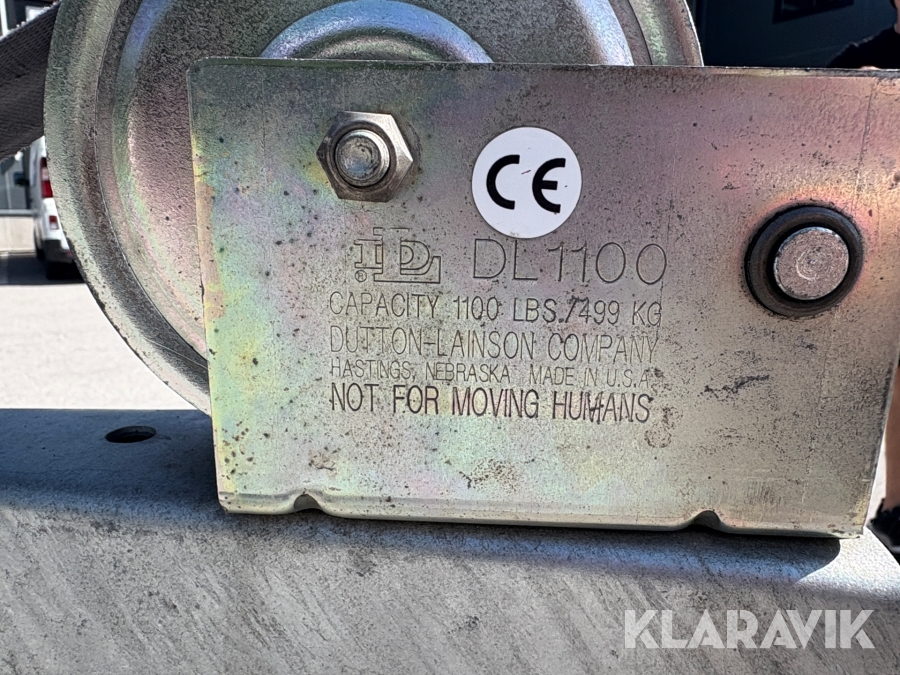 CE
DL DL1100
CAPACITY 1100 LBS./499 KG
DUTTON-LAINSON COMPANY
HASTINGS, NEBRASKA MADE IN U.S.A.
NOT FOR MOVING HUMANS
KLARAVIK